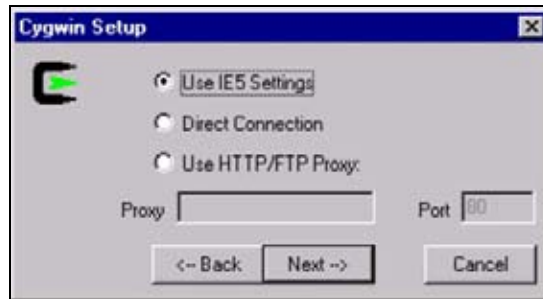 Cygwin Setup
Use IE5 Settings
Direct Connection
Use HTTP/FTP Proxy:
Proxy Port 80
<-- Back Next --> Cancel